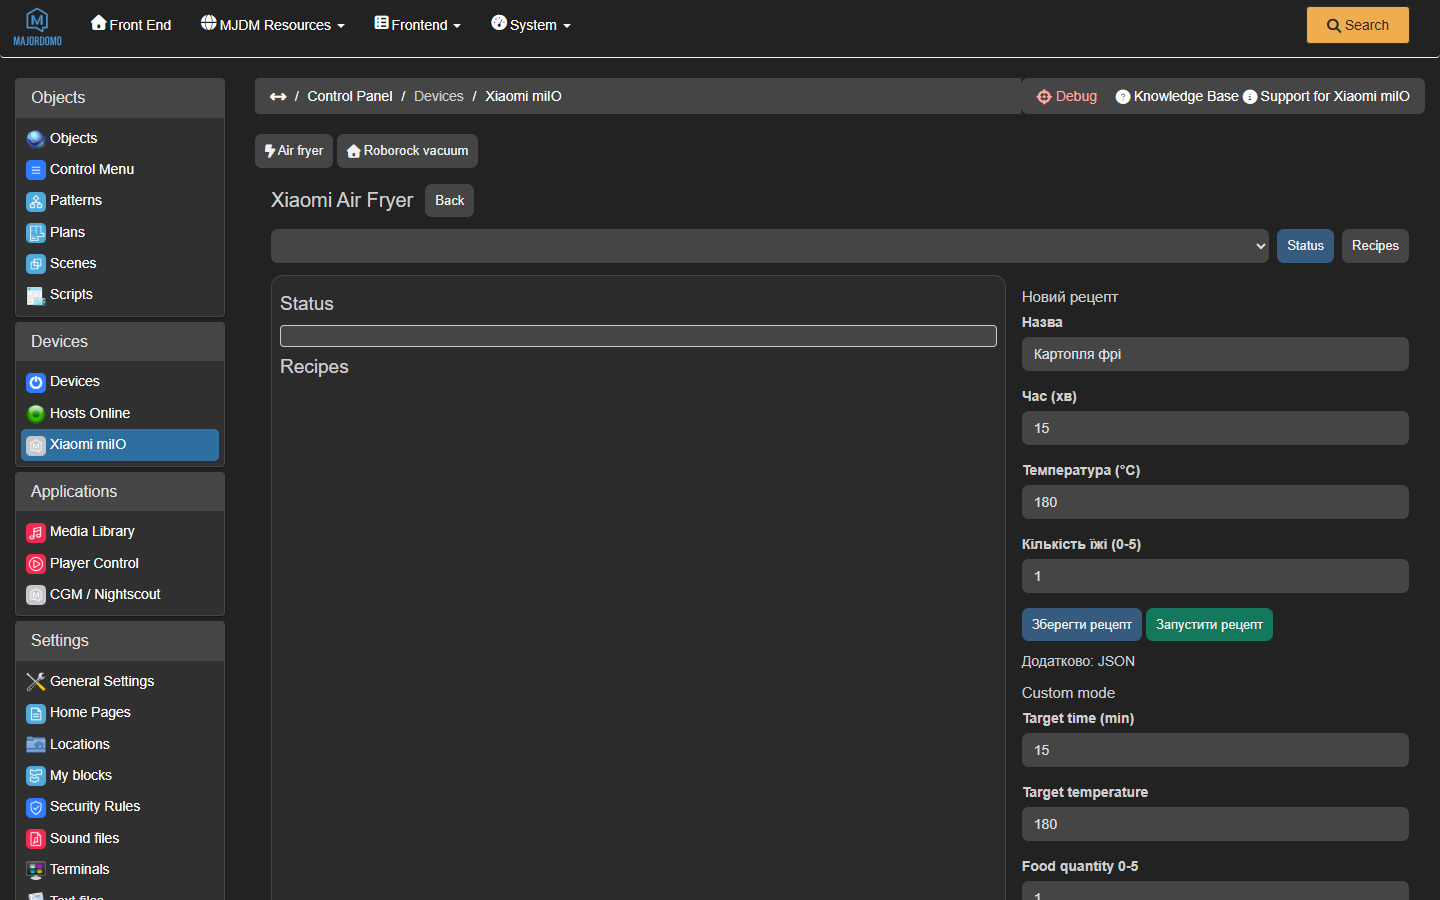 MAJORDOMO
Front End
MJDM Resources
Frontend
System
Search
Objects
Objects
Control Menu
Patterns
Plans
Scenes
Scripts
Devices
Devices
Hosts Online
Xiaomi miIO
Applications
Media Library
Player Control
CGM / Nightscout
Settings
General Settings
Home Pages
Locations
My blocks
Security Rules
Sound files
Terminals
Text files
/ Control Panel / Devices / Xiaomi miIO
Debug
Knowledge Base
Support for Xiaomi miIO
Air fryer
Roborock vacuum
Xiaomi Air Fryer
Back
Status
Recipes
Status
Recipes
Новий рецепт
Назва
Картопля фрі
Час (хв)
15
Температура (°C)
180
Кількість їжі (0-5)
1
Зберегти рецепт
Запустити рецепт
Додатково: JSON
Custom mode
Target time (min)
15
Target temperature
180
Food quantity 0-5
1